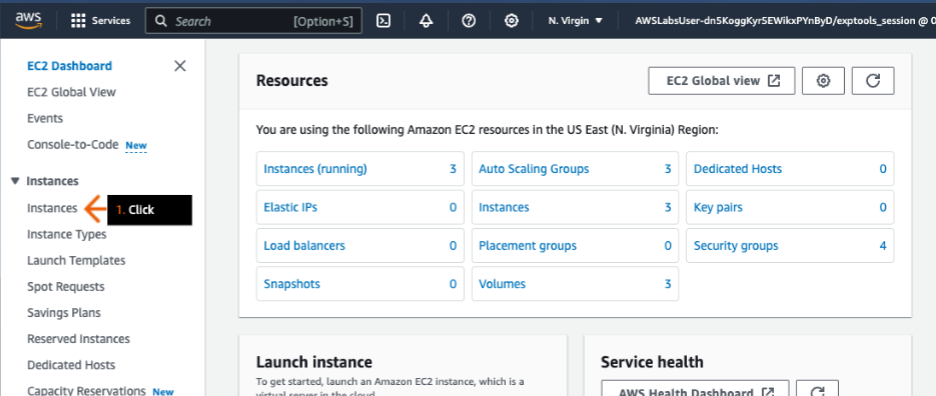 aws Services Search [Option+S] N. Virgin AWSLabsUser-dn5KoggKyr5EWikxPYnByD/exptools_session @ 0
EC2 Dashboard
EC2 Global View
Events
Console-to-Code New
Instances
Instances
1. Click
Instance Types
Launch Templates
Spot Requests
Savings Plans
Reserved Instances
Dedicated Hosts
Capacity Reservations New
Resources
EC2 Global view
You are using the following Amazon EC2 resources in the US East (N. Virginia) Region:
Instances (running) 3 Auto Scaling Groups 3 Dedicated Hosts 0
Elastic IPs 0 Instances 3 Key pairs 0
Load balancers 0 Placement groups 0 Security groups 4
Snapshots 0 Volumes 3
Launch instance
To get started, launch an Amazon EC2 instance, which is a
virtual server in the cloud.
Service health
AWS Health Dashboard